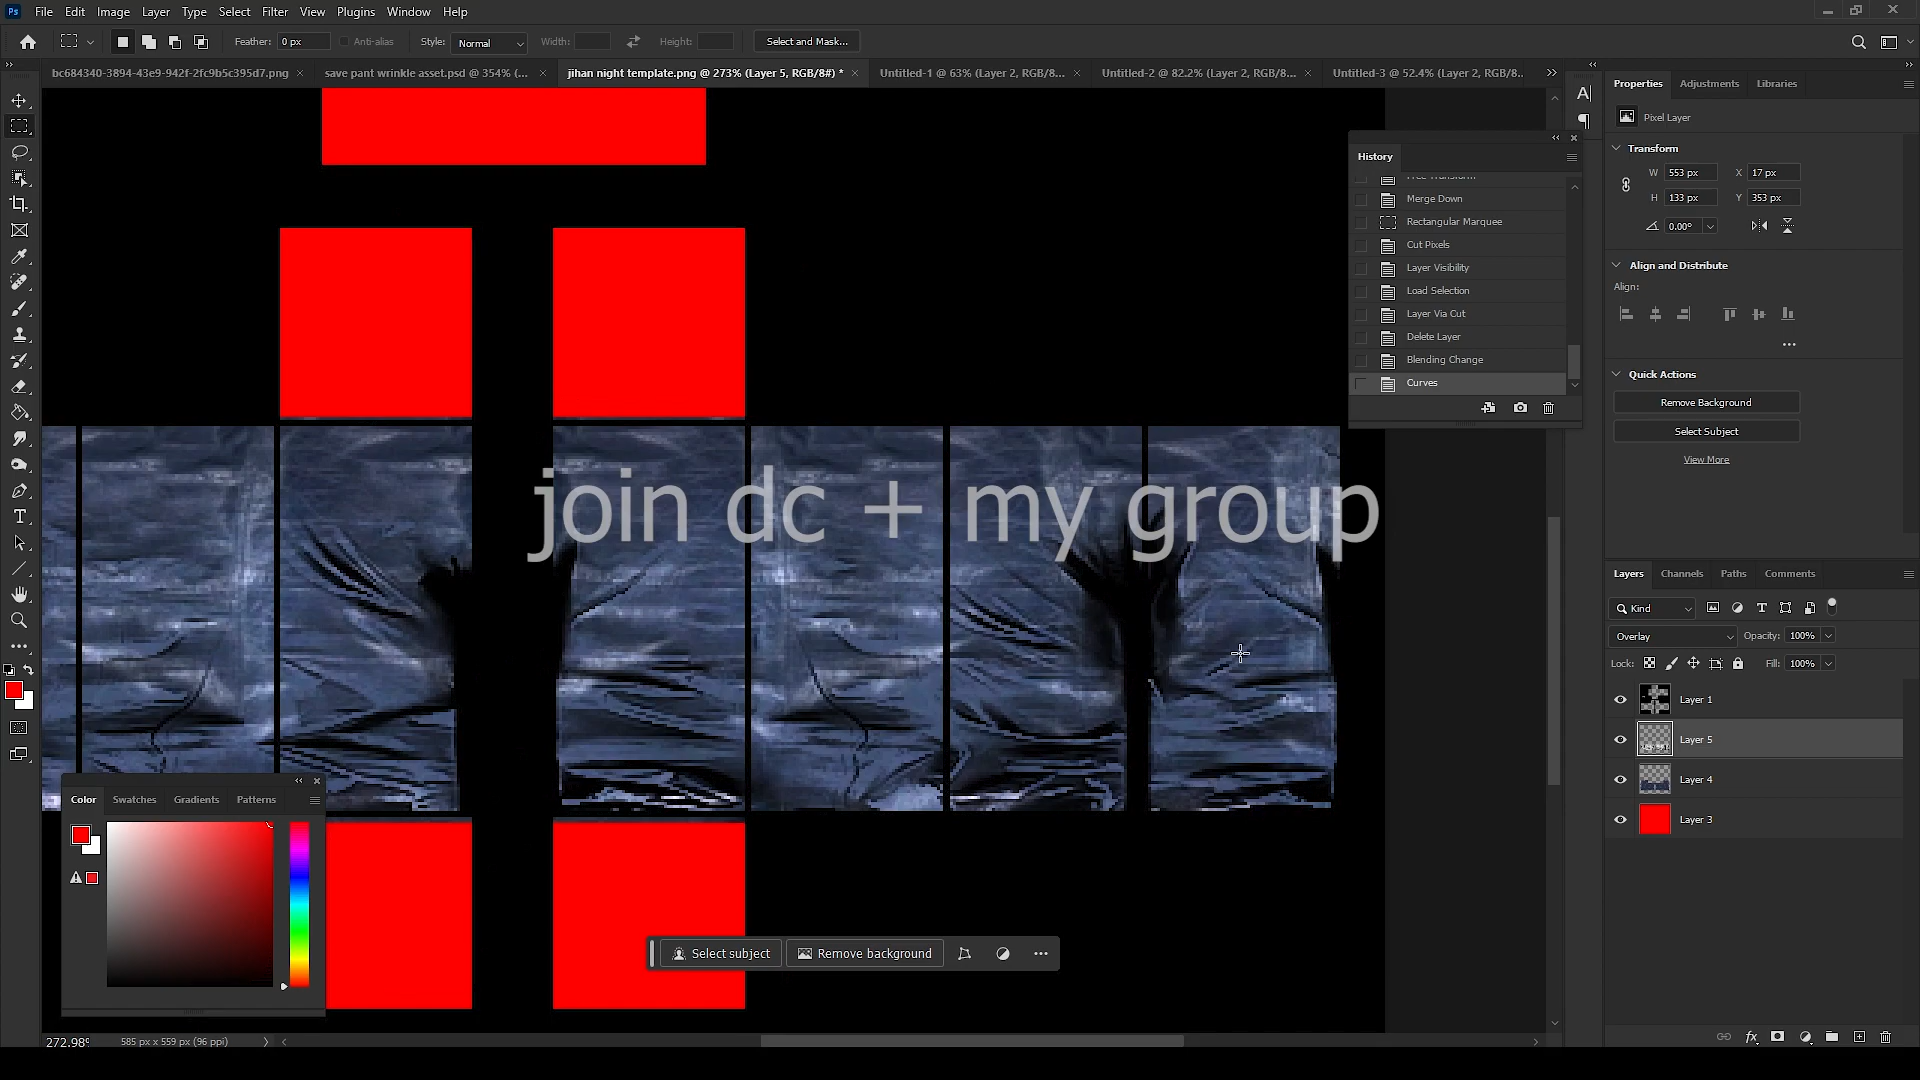 Ps File Edit Image Layer Type Select Filter View Plugins Window Help
Feather: 0 px Anti-alias Style: Normal Width: Height: Select and Mask...
bc684340-3894-43e9-942f-2fc9b5c395d7.png save pant wrinkle asset.psd @ 354% (... jihan night template.png @ 273% (Layer 5, RGB/8#) * Untitled-1 @ 63% (Layer 2, RGB/8... Untitled-2 @ 82.2% (Layer 2, RGB/8... Untitled-3 @ 52.4% (Layer 2, RGB/8..
Properties Adjustments Libraries
Pixel Layer
Transform
W 553 px X 17 px
H 133 px Y 353 px
0.00°
Align and Distribute
Align:
Quick Actions
Remove Background
Select Subject
View More
History
Free Transform
Merge Down
Rectangular Marquee
Cut Pixels
Layer Visibility
Load Selection
Layer Via Cut
Delete Layer
Blending Change
Curves
join dc + my group
Layers Channels Paths Comments
Kind
Overlay Opacity: 100%
Lock: Fill: 100%
Layer 1
Layer 5
Layer 4
Layer 3
Color Swatches Gradients Patterns
Select subject Remove background
272.98% 585 px x 559 px (96 ppi)